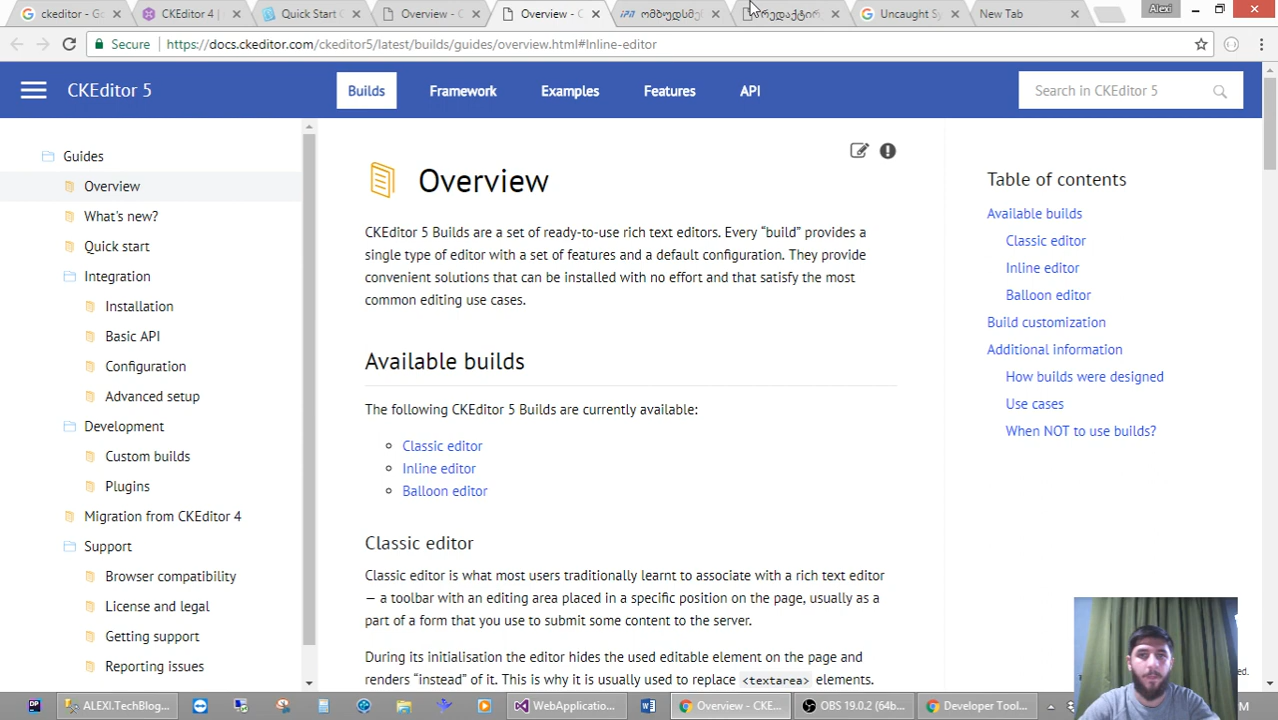 ckeditor - Go
CKEditor 4 |
Quick Start G
Overview - C
Overview - C
ომბუდსმე
რედაქტირ
Uncaught Sy
New Tab
Alexi
Secure
https://docs.ckeditor.com/ckeditor5/latest/builds/guides/overview.html#Inline-editor
CKEditor 5
Builds
Framework
Examples
Features
API
Search in CKEditor 5
Guides
Overview
What's new?
Quick start
Integration
Installation
Basic API
Configuration
Advanced setup
Development
Custom builds
Plugins
Migration from CKEditor 4
Support
Browser compatibility
License and legal
Getting support
Reporting issues
Overview
CKEditor 5 Builds are a set of ready-to-use rich text editors. Every “build” provides a
single type of editor with a set of features and a default configuration. They provide
convenient solutions that can be installed with no effort and that satisfy the most
common editing use cases.
Available builds
The following CKEditor 5 Builds are currently available:
Classic editor
Inline editor
Balloon editor
Classic editor
Classic editor is what most users traditionally learnt to associate with a rich text editor
— a toolbar with an editing area placed in a specific position on the page, usually as a
part of a form that you use to submit some content to the server.
During its initialisation the editor hides the used editable element on the page and
renders “instead” of it. This is why it is usually used to replace <textarea> elements.
Table of contents
Available builds
Classic editor
Inline editor
Balloon editor
Build customization
Additional information
How builds were designed
Use cases
When NOT to use builds?
ALEXI.TechBlog...
WebApplication...
Overview - CKE...
OBS 19.0.2 (64b...
Developer Tool...